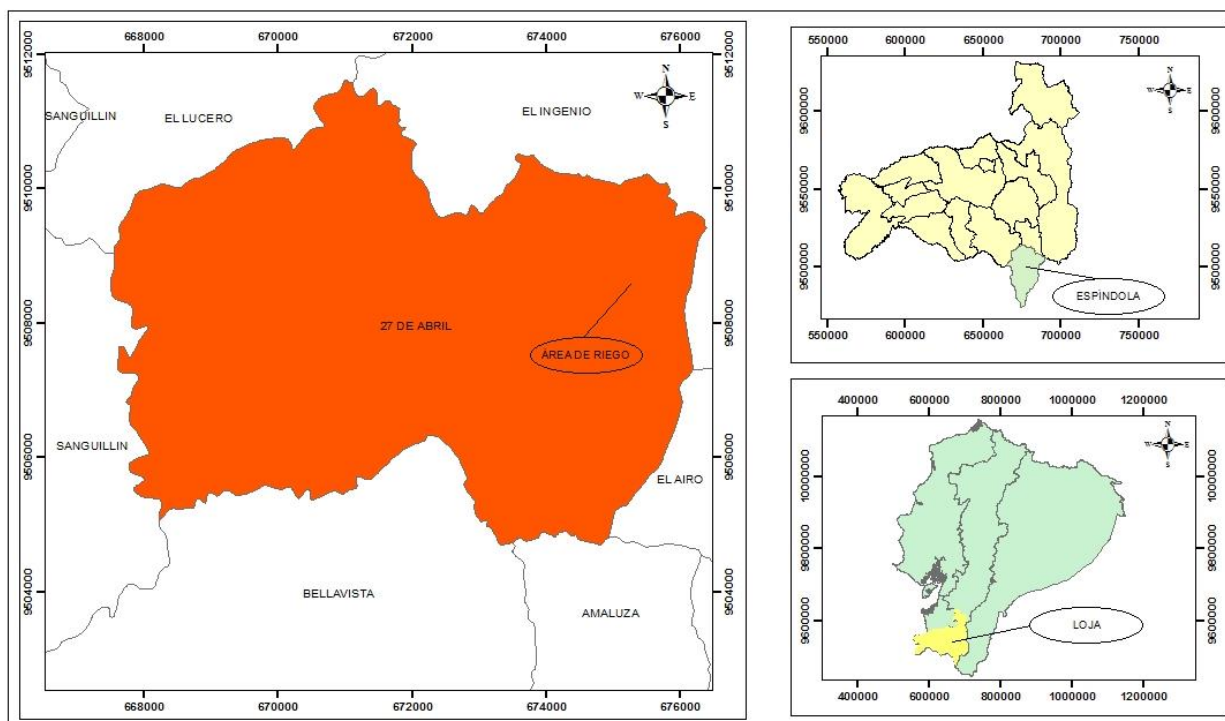 668000 670000 672000 674000 676000
9512000 9512000
N
W E
S
SANGUILLIN
EL LUCERO
EL INGENIO
9510000 9510000
27 DE ABRIL
9508000 9508000
ÁREA DE RIEGO
SANGUILLIN
9506000 9506000
EL AIRO
BELLAVISTA
9504000 9504000
AMALUZA
668000 670000 672000 674000 676000
550000 600000 650000 700000 750000
N
W E
S
9600000 9600000
9550000 9550000
9500000 9500000
ESPÍNDOLA
550000 600000 650000 700000 750000
400000 600000 800000 1000000 1200000
N
W E
S
10000000 10000000
9800000 9800000
9600000 9600000
LOJA
400000 600000 800000 1000000 1200000